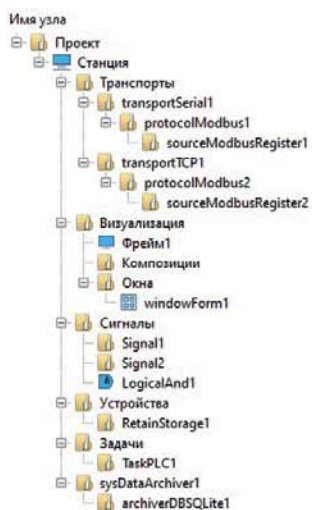 Имя узла
Проект
Станция
Транспорты
transportSerial1
protocolModbus1
sourceModbusRegister1
transportTCP1
protocolModbus2
sourceModbusRegister2
Визуализация
Фрейм1
Композиции
Окна
windowForm1
Сигналы
Signal1
Signal2
LogicalAnd1
Устройства
RetainStorage1
Задачи
TaskPLC1
sysDataArchiver1
archiverDBSQLite1